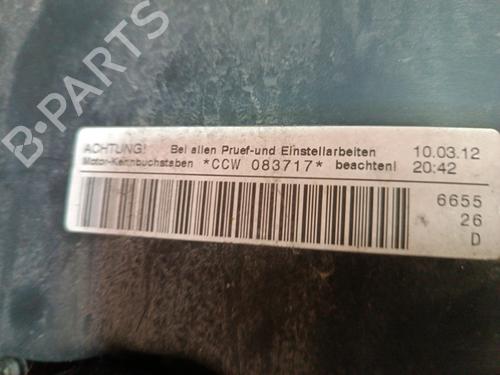 B-PARTS
ACHTUNG! Bei allen Pruef-und Einstellarbeiten 10.03.12
Motor-Kennbuchstaben *CCW 083717* beachten! 20:42
6655
26
D